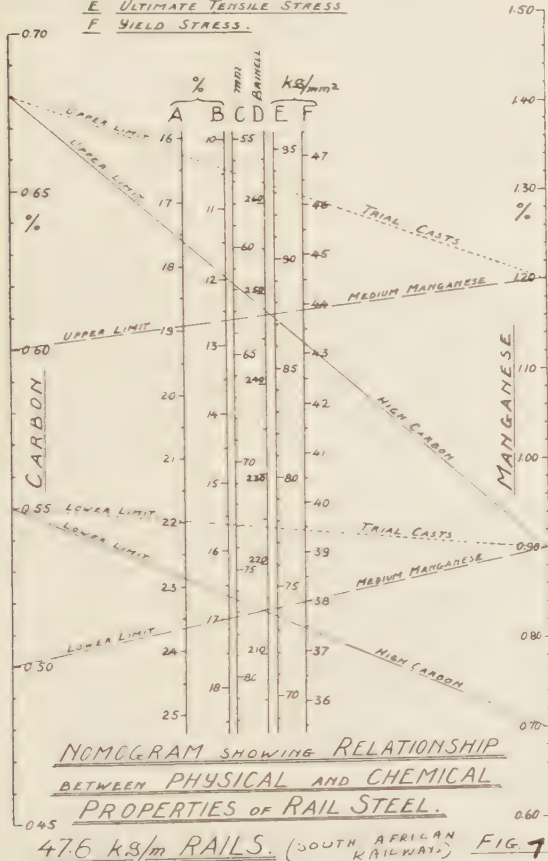 E ULTIMATE TENSILE STRESS
F YIELD STRESS.
1.50
0.70
% mm BRINELL kg/mm²
A B C D E F
UPPER LIMIT
UPPER LIMIT
16 10 55 95 47
1.40
0.65
%
17 11 260 46
TRIAL CASTS
1.30
%
18 60 90 45
12 250 44
MEDIUM MANGANESE
1.20
UPPER LIMIT
19 13 65 43
0.60
85
1.10
20 240 42
14
CARBON
MANGANESE
HIGH CARBON
21 70 41
1.00
15 230 80 40
0.55
LOWER LIMIT
LOWER LIMIT
22
TRIAL CASTS
16 39
0.90
220
75
23 75 38
MEDIUM MANGANESE
17
LOWER LIMIT
0.50
24 210 37
0.80
HIGH CARBON
80
18 70 36
25
0.70
NOMOGRAM SHOWING RELATIONSHIP
BETWEEN PHYSICAL AND CHEMICAL
PROPERTIES OF RAIL STEEL.
0.45
0.60
47.6 kg/m RAILS. (SOUTH AFRICAN RAILWAYS) FIG. 1